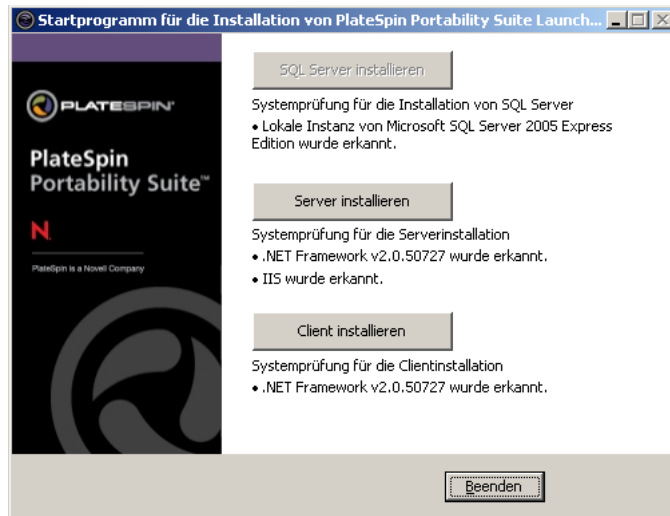 Startprogramm für die Installation von PlateSpin Portability Suite Launch...
PLATESPIN
PlateSpin
Portability Suite™
N
PlateSpin is a Novell Company
SQL Server installieren
Systemprüfung für die Installation von SQL Server
• Lokale Instanz von Microsoft SQL Server 2005 Express
Edition wurde erkannt.
Server installieren
Systemprüfung für die Serverinstallation
• .NET Framework v2.0.50727 wurde erkannt.
• IIS wurde erkannt.
Client installieren
Systemprüfung für die Clientinstallation
• .NET Framework v2.0.50727 wurde erkannt.
Beenden